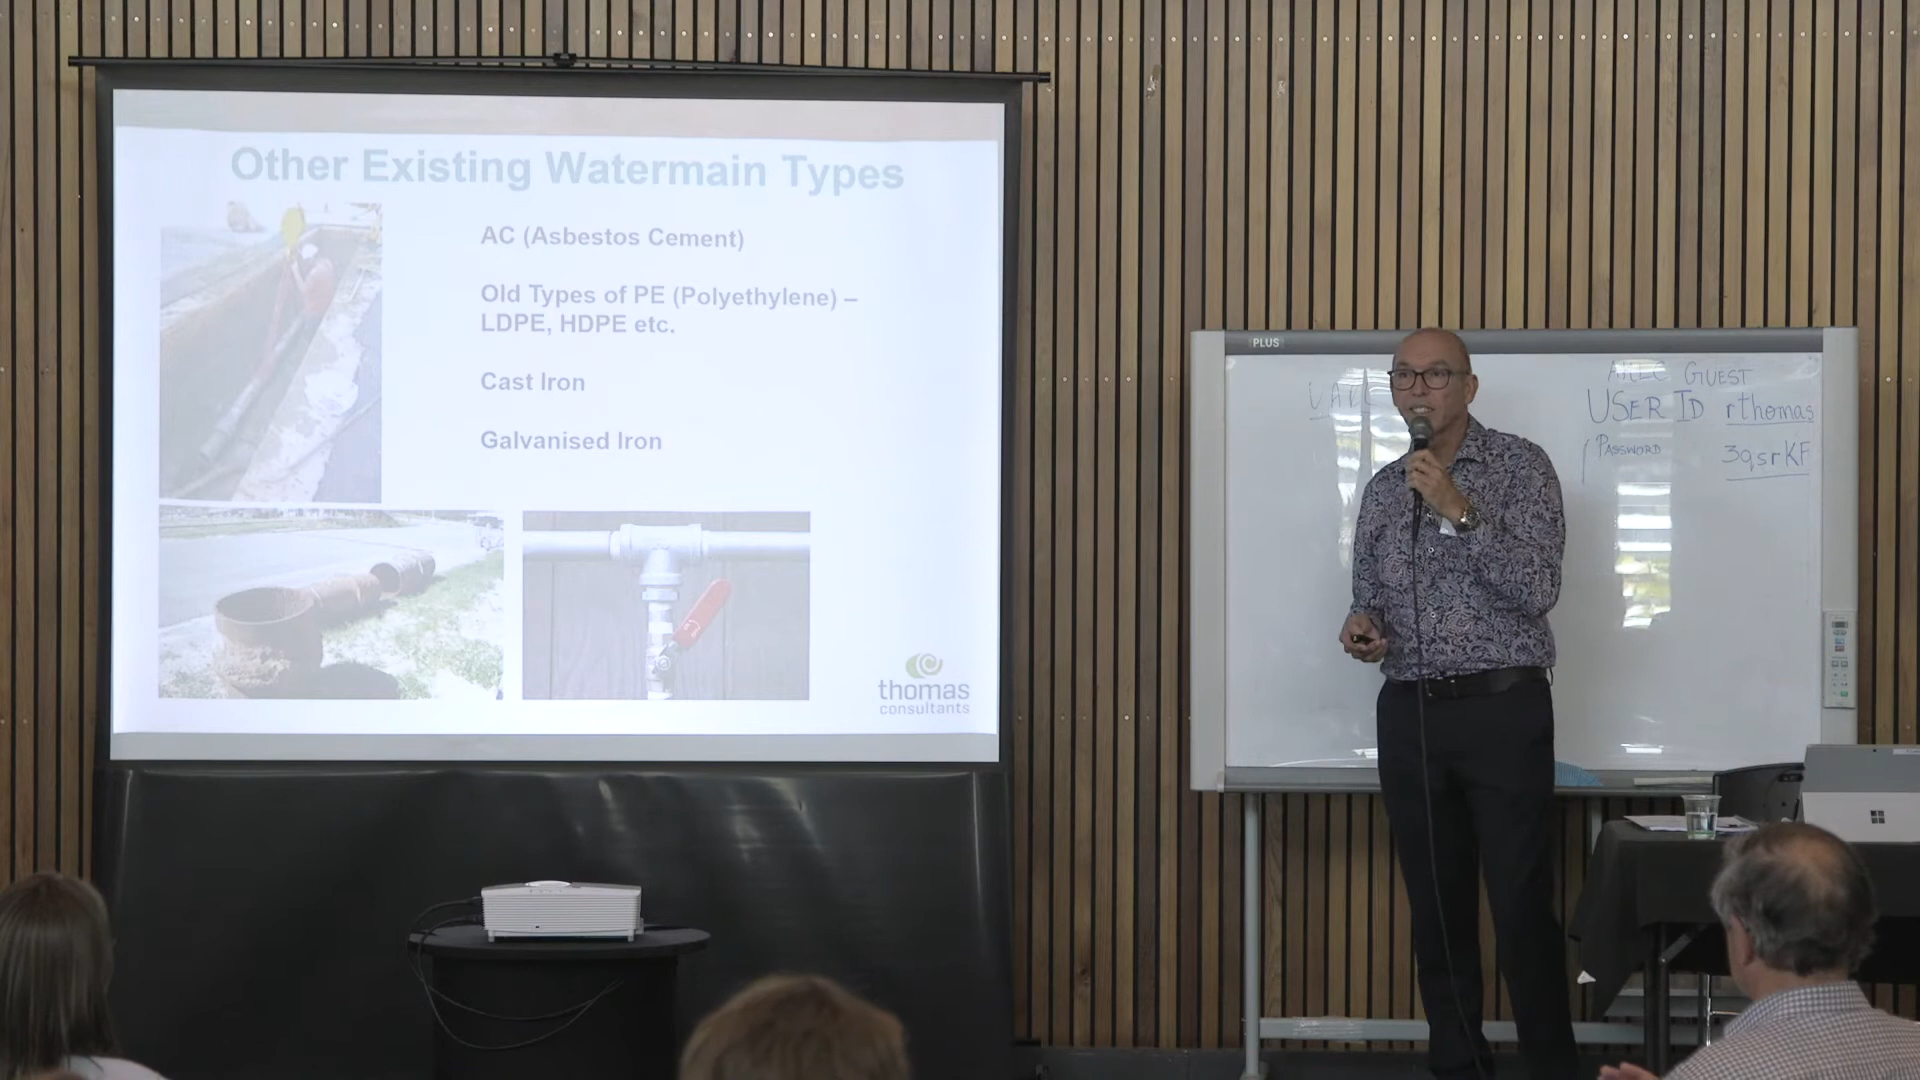 Other Existing Watermain Types
AC (Asbestos Cement)
Old Types of PE (Polyethylene) –
LDPE, HDPE etc.
Cast Iron
Galvanised Iron
thomas
consultants
PLUS
GUEST
USER ID rthomas
PASSWORD 3qsrKF